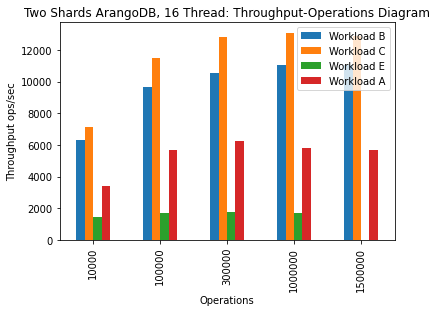 Two Shards ArangoDB, 16 Thread: Throughput-Operations Diagram
Workload B
Workload C
Workload E
Workload A
Throughput ops/sec
12000
10000
8000
6000
4000
2000
0
10000
100000
300000
1000000
1500000
Operations